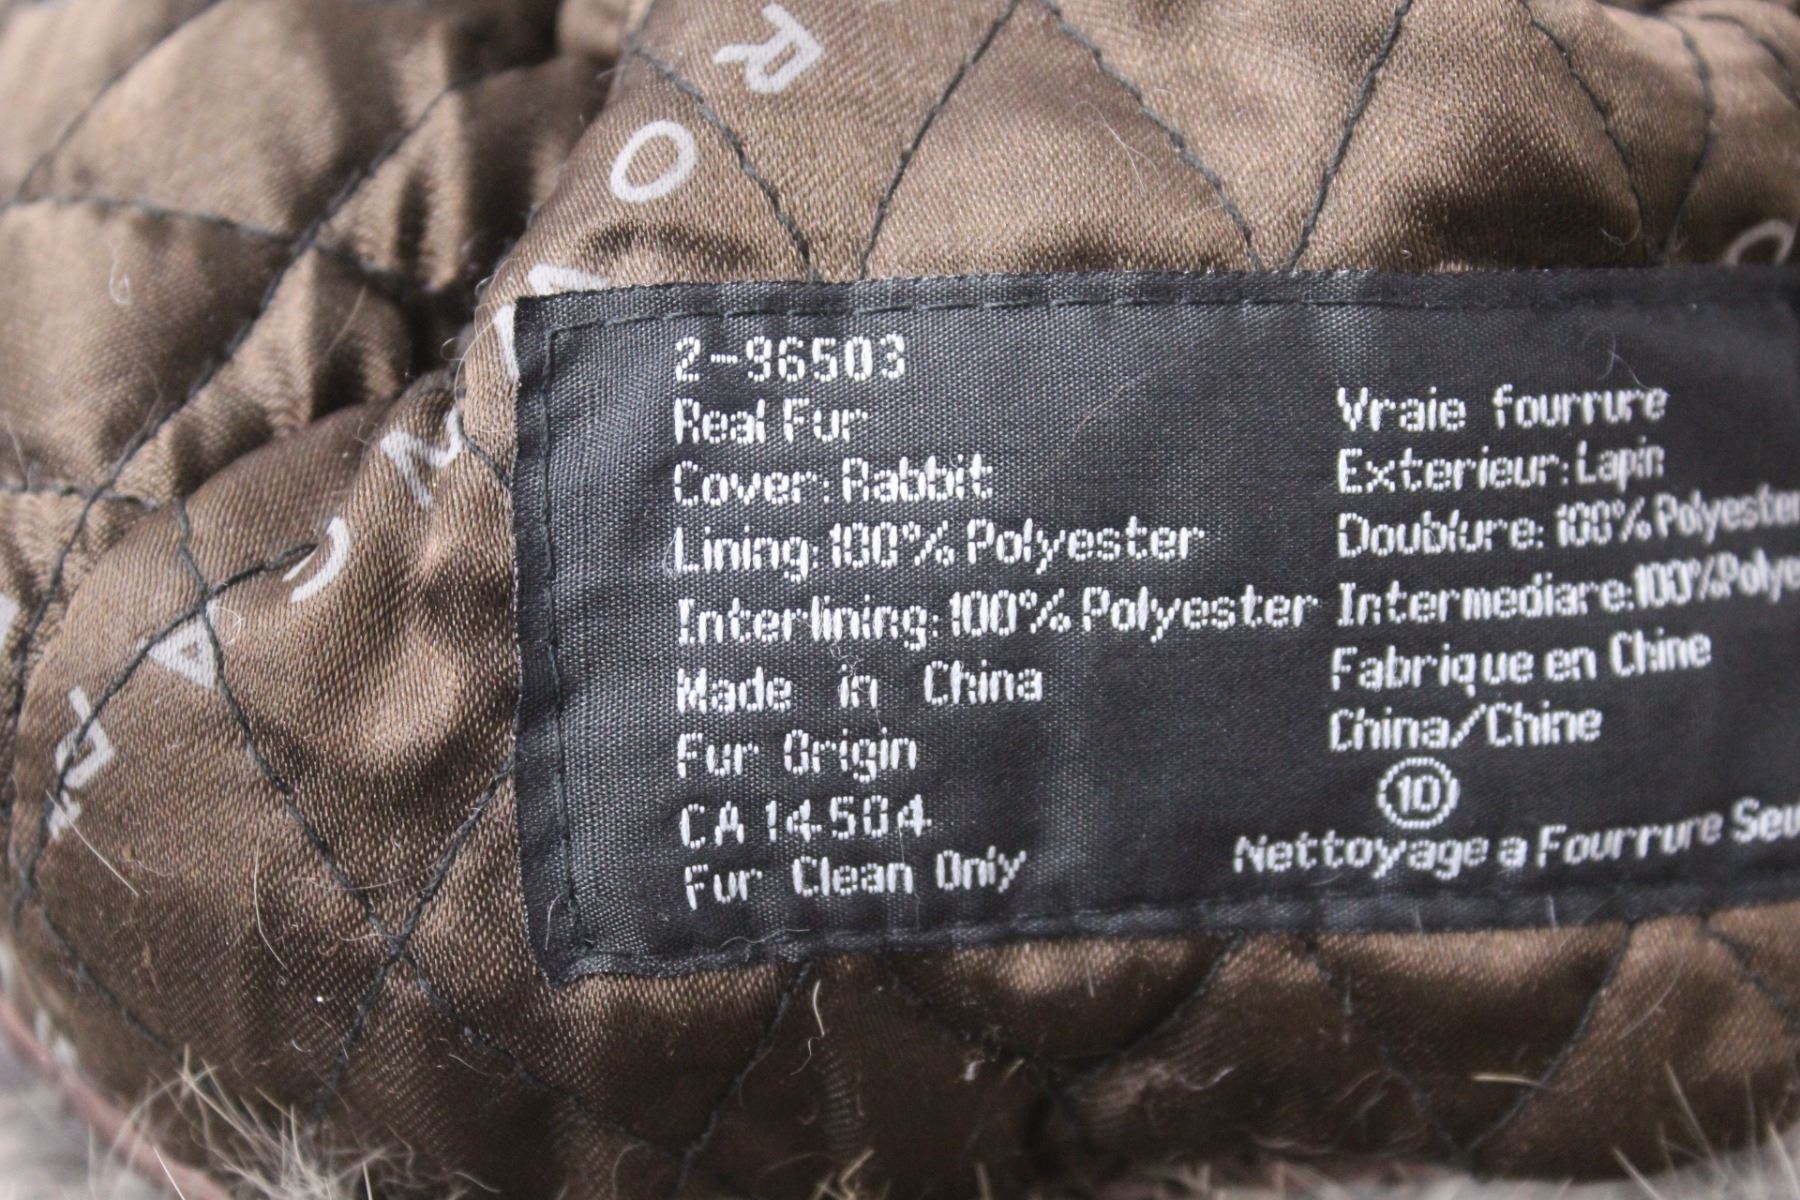 2-96503
Real Fur
Cover: Rabbit
Lining: 100% Polyester
Interlining: 100% Polyester
Made in China
Fur Origin
CA 14504
Fur Clean Only
Vraie fourrure
Exterieur: Lapin
Doublure: 100% Polyester
Intermediare: 100% Polye
Fabrique en Chine
China/Chine
10
Nettoyage a Fourrure Seu